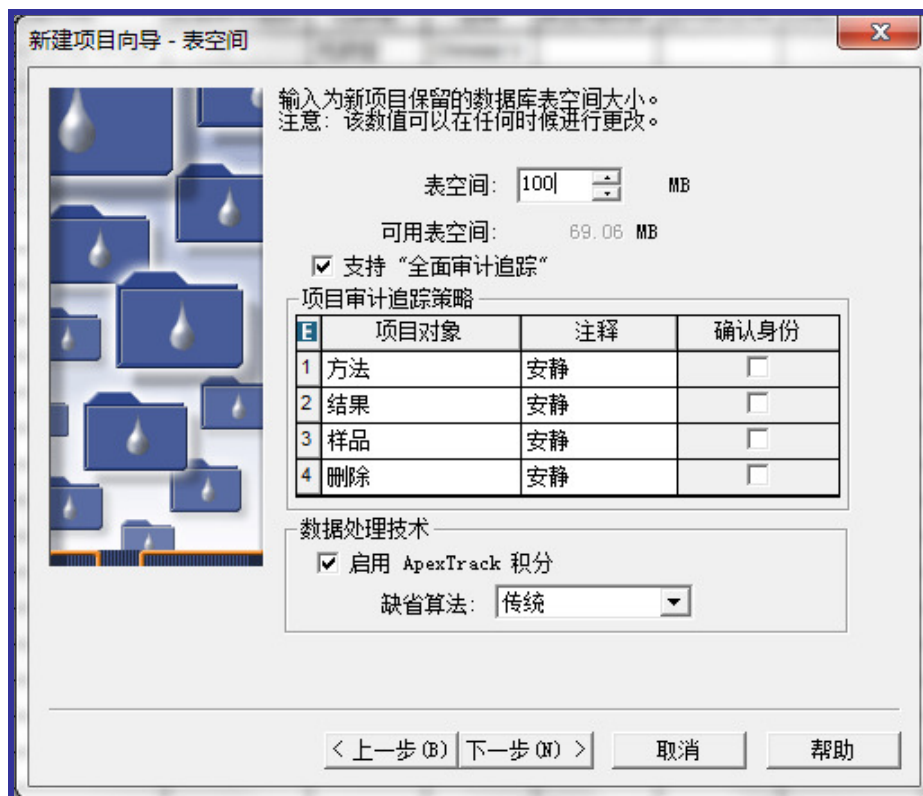 新建项目向导 - 表空间
输入为新项目保留的数据库表空间大小。
注意: 该数值可以在任何时候进行更改。
表空间: 100 MB
可用表空间: 69.06 MB
支持 “全面审计追踪”
项目审计追踪策略
E 项目对象 注释 确认身份
1 方法 安静
2 结果 安静
3 样品 安静
4 删除 安静
数据处理技术
启用 ApexTrack 积分
缺省算法: 传统
< 上一步(B) 下一步(N) > 取消 帮助